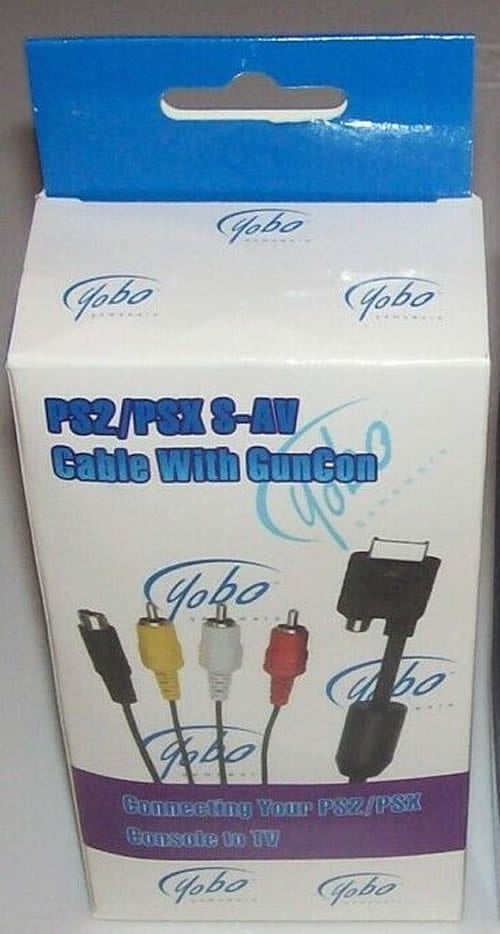 Yobo
Yobo
Yobo
PS2/PSX S-AV
Cable With GunCon
Yobo
Yobo
Yobo
Yobo
Connecting Your PS2/PSX
Console to TV
Yobo
Yobo